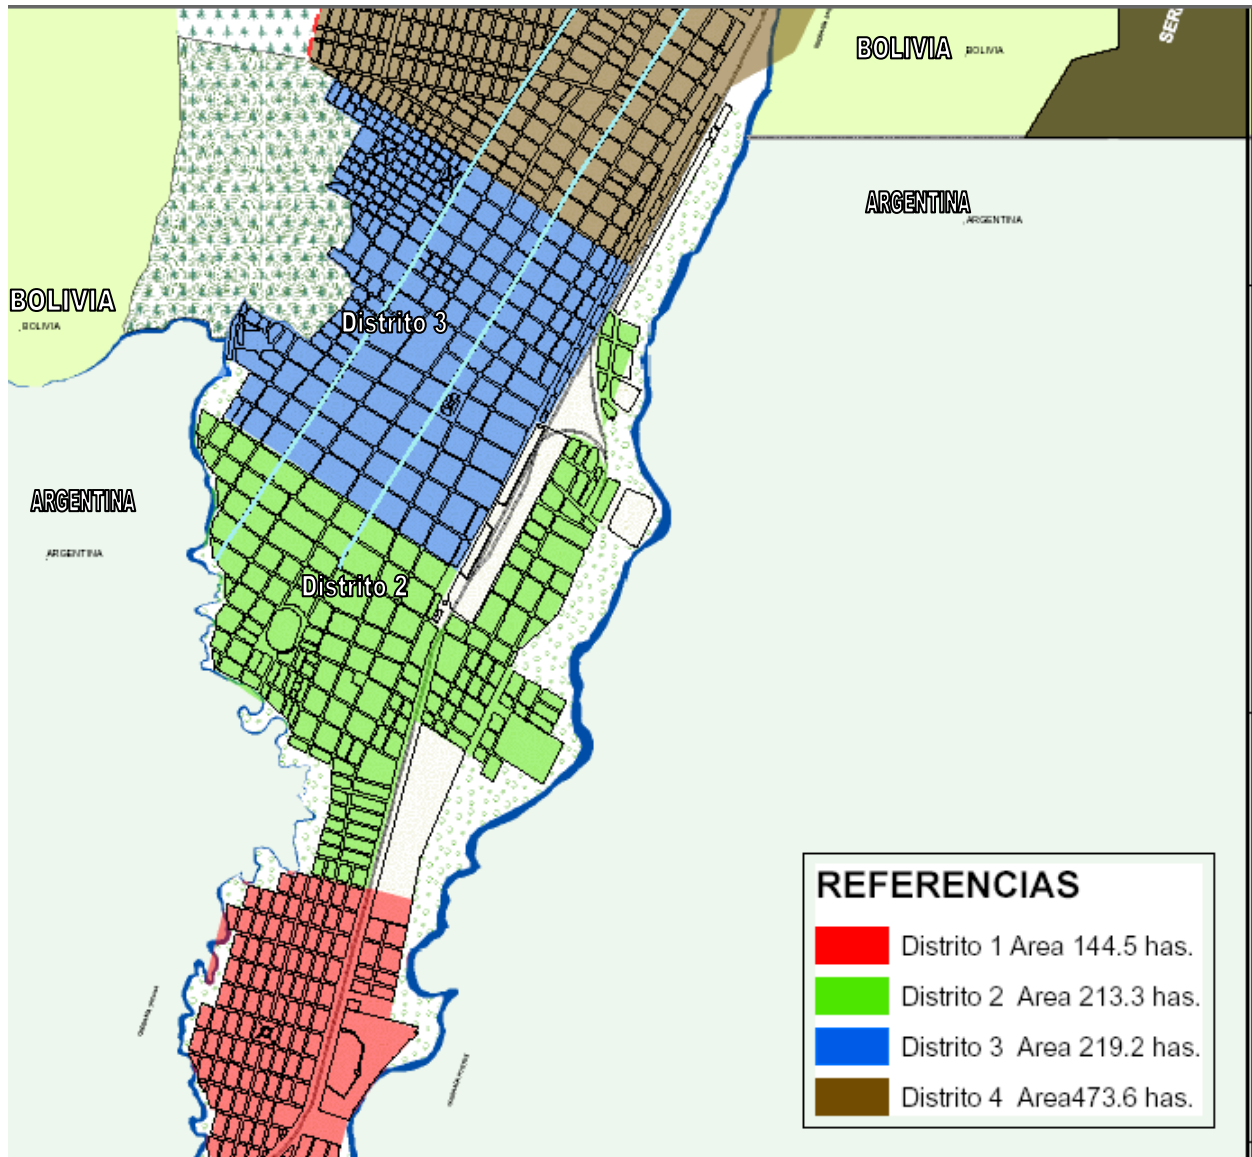 SER
BOLIVIA
BOLIVIA
ARGENTINA
ARGENTINA
BOLIVIA
BOLIVIA
Distrito 3
ARGENTINA
ARGENTINA
Distrito 2
REFERENCIAS
Distrito 1 Area 144.5 has.
Distrito 2 Area 213.3 has.
Distrito 3 Area 219.2 has.
Distrito 4 Area473.6 has.